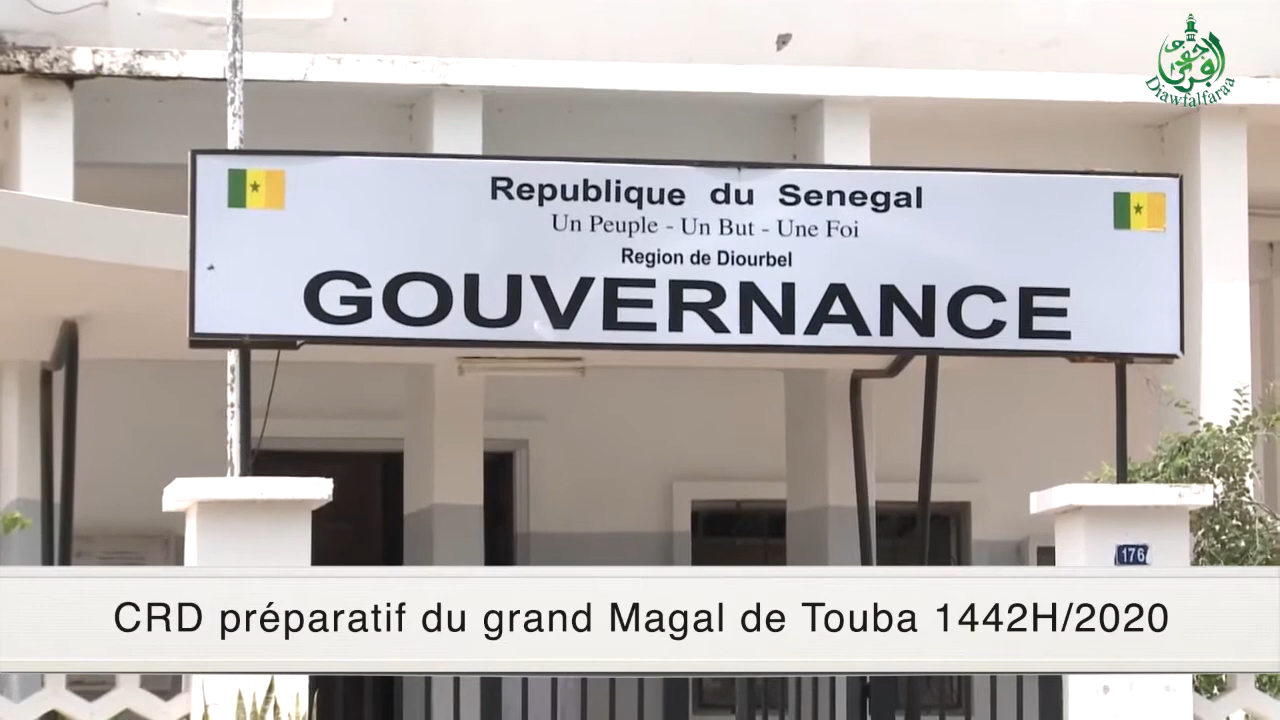 Diawfalfaraa
Republique du Senegal
Un Peuple - Un But - Une Foi
Region de Diourbel
GOUVERNANCE
176
CRD préparatif du grand Magal de Touba 1442H/2020